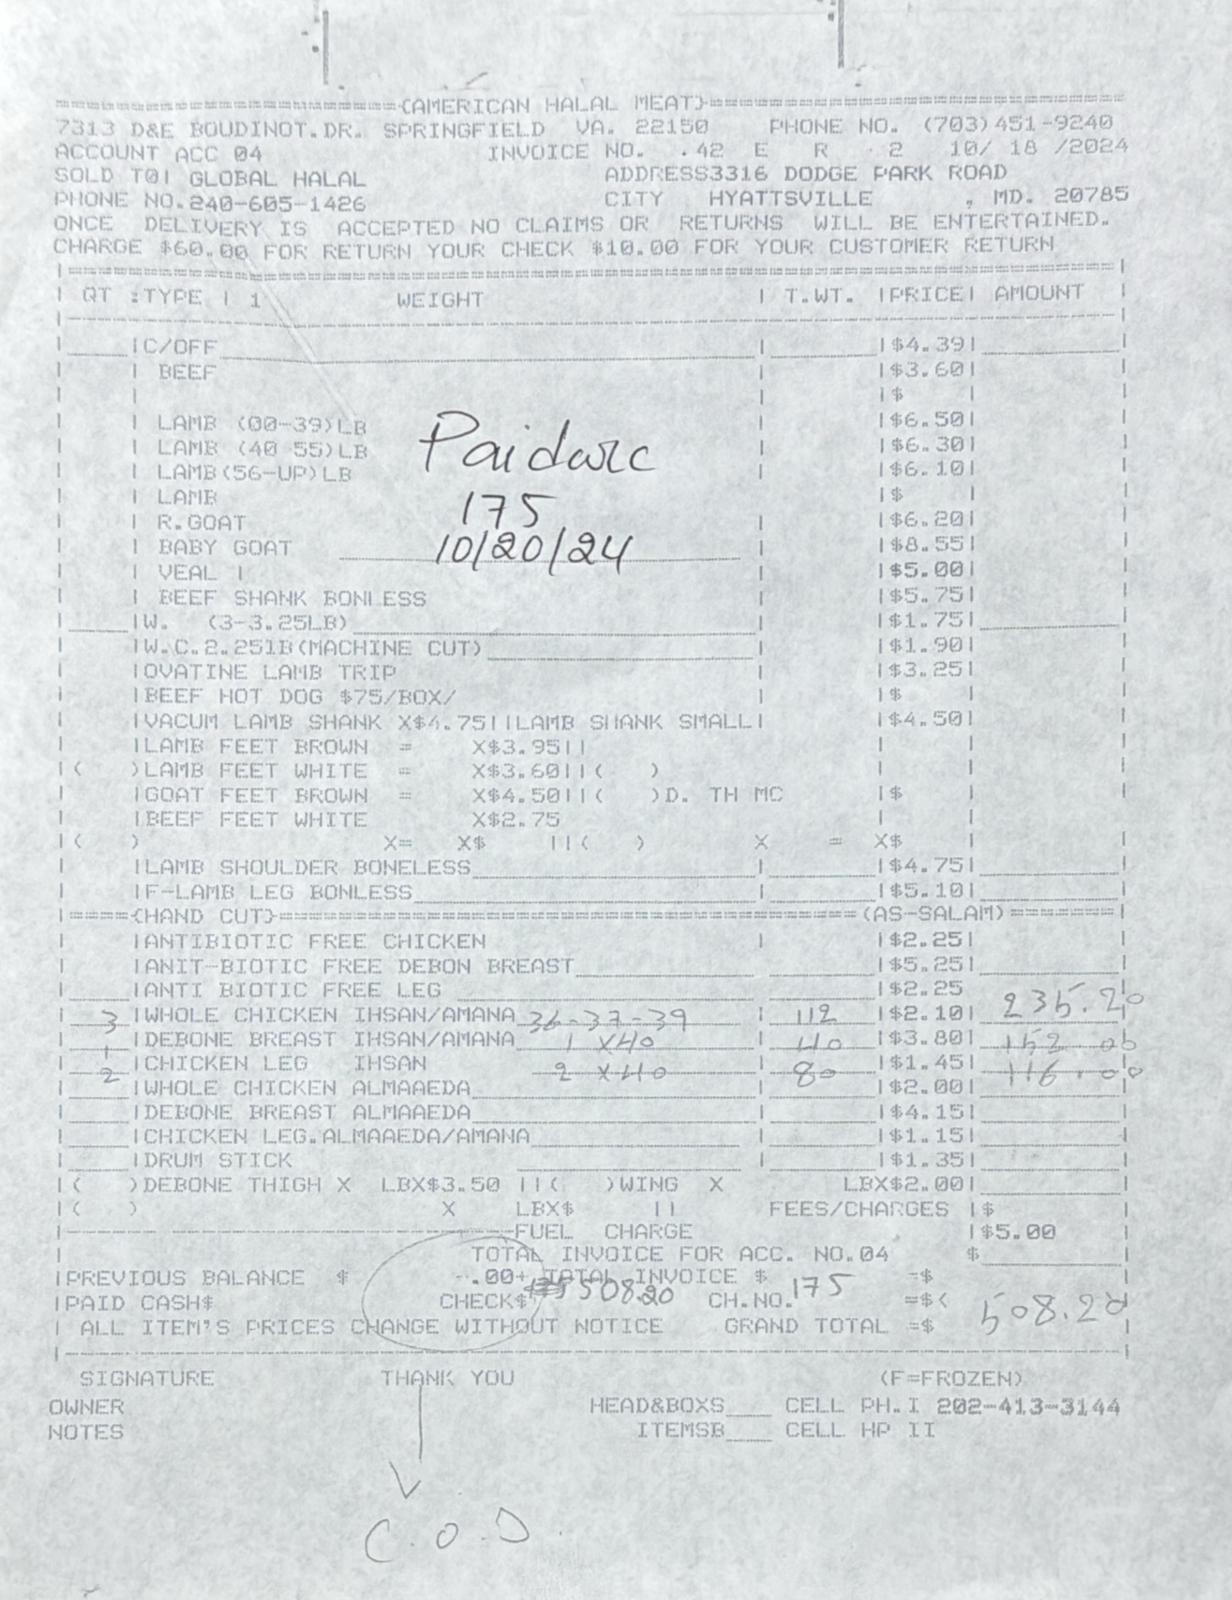 =={AMERICAN HALAL MEAT}==
7313 D&E BOUDINOT.DR. SPRINGFIELD VA. 22150 PHONE NO. (703)451-9240
ACCOUNT ACC 04 INVOICE NO. .42 E R 2 10/ 18 /2024
SOLD TO| GLOBAL HALAL ADDRESS3316 DODGE PARK ROAD
PHONE NO.240-605-1426 CITY HYATTSVILLE , MD. 20785
ONCE DELIVERY IS ACCEPTED NO CLAIMS OR RETURNS WILL BE ENTERTAINED.
CHARGE $60.00 FOR RETURN YOUR CHECK $10.00 FOR YOUR CUSTOMER RETURN
| QT :TYPE | 1 WEIGHT | T.WT. |PRICE| AMOUNT |
|C/OFF |$4.39|
| BEEF |$3.60|
|$ |
| LAMB (00-39)LB |$6.50|
| LAMB (40 55)LB |$6.30|
| LAMB(56-UP)LB |$6.10|
| LAMB |$ |
| R.GOAT |$6.20|
| BABY GOAT |$8.55|
| VEAL | |$5.00|
| BEEF SHANK BONLESS |$5.75|
Paid
175
10/20/24
|W. (3-3.25LB) |$1.75|
|W.C.2.25lB(MACHINE CUT) |$1.90|
|OVATINE LAMB TRIP |$3.25|
|BEEF HOT DOG $75/BOX/ |$ |
|VACUM LAMB SHANK X$4.75||LAMB SHANK SMALL| |$4.50|
|LAMB FEET BROWN = X$3.95||
|( )LAMB FEET WHITE = X$3.60||( )
|GOAT FEET BROWN = X$4.50||( )D. TH MC |$ |
|BEEF FEET WHITE X$2.75
|( ) X= X$ ||( ) X = X$ |
|LAMB SHOULDER BONELESS |$4.75|
|F-LAMB LEG BONLESS |$5.10|
|===={HAND CUT}==(AS-SALAM)==|
|ANTIBIOTIC FREE CHICKEN |$2.25|
|ANIT-BIOTIC FREE DEBON BREAST |$5.25|
|ANTI BIOTIC FREE LEG |$2.25
3 |WHOLE CHICKEN IHSAN/AMANA 36-37-39 112 |$2.10| 235.20
1 |DEBONE BREAST IHSAN/AMANA 1 X40 40 |$3.80| 152.00
2 |CHICKEN LEG IHSAN 2 X40 80 |$1.45| 116.00
|WHOLE CHICKEN ALMAAEDA |$2.00|
|DEBONE BREAST ALMAAEDA |$4.15|
|CHICKEN LEG.ALMAAEDA/AMANA |$1.15|
|DRUM STICK |$1.35|
|( )DEBONE THIGH X LBX$3.50 ||( )WING X LBX$2.00|
|( ) X LBX$ || FEES/CHARGES |$
FUEL CHARGE |$5.00
TOTAL INVOICE FOR ACC. NO.04 $
|PREVIOUS BALANCE $ .00+ TOTAL INVOICE $ =$
|PAID CASH$ CHECK$ 508.20 CH.NO. 175 =$<
| ALL ITEM'S PRICES CHANGE WITHOUT NOTICE GRAND TOTAL =$ 508.20
SIGNATURE THANK YOU (F=FROZEN)
OWNER HEAD&BOXS____ CELL PH.I 202-413-3144
NOTES ITEMSB____ CELL HP II
C.O.D.